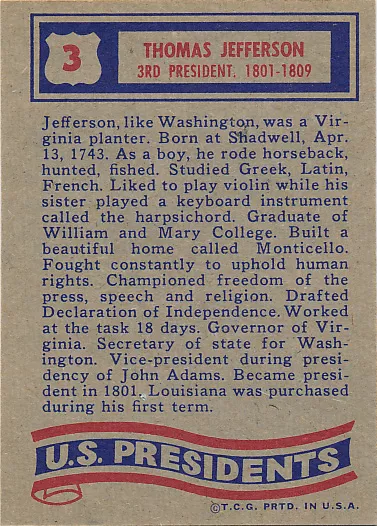 3
THOMAS JEFFERSON
3RD PRESIDENT, 1801-1809
Jefferson, like Washington, was a Vir-
ginia planter. Born at Shadwell, Apr.
13, 1743. As a boy, he rode horseback,
hunted, fished. Studied Greek, Latin,
French. Liked to play violin while his
sister played a keyboard instrument
called the harpsichord. Graduate of
William and Mary College. Built a
beautiful home called Monticello.
Fought constantly to uphold human
rights. Championed freedom of the
press, speech and religion. Drafted
Declaration of Independence. Worked
at the task 18 days. Governor of Vir-
ginia. Secretary of state for Wash-
ington. Vice-president during presi-
dency of John Adams. Became presi-
dent in 1801. Louisiana was purchased
during his first term.
U.S. PRESIDENTS
©T.C.G. PRTD. IN U.S.A.